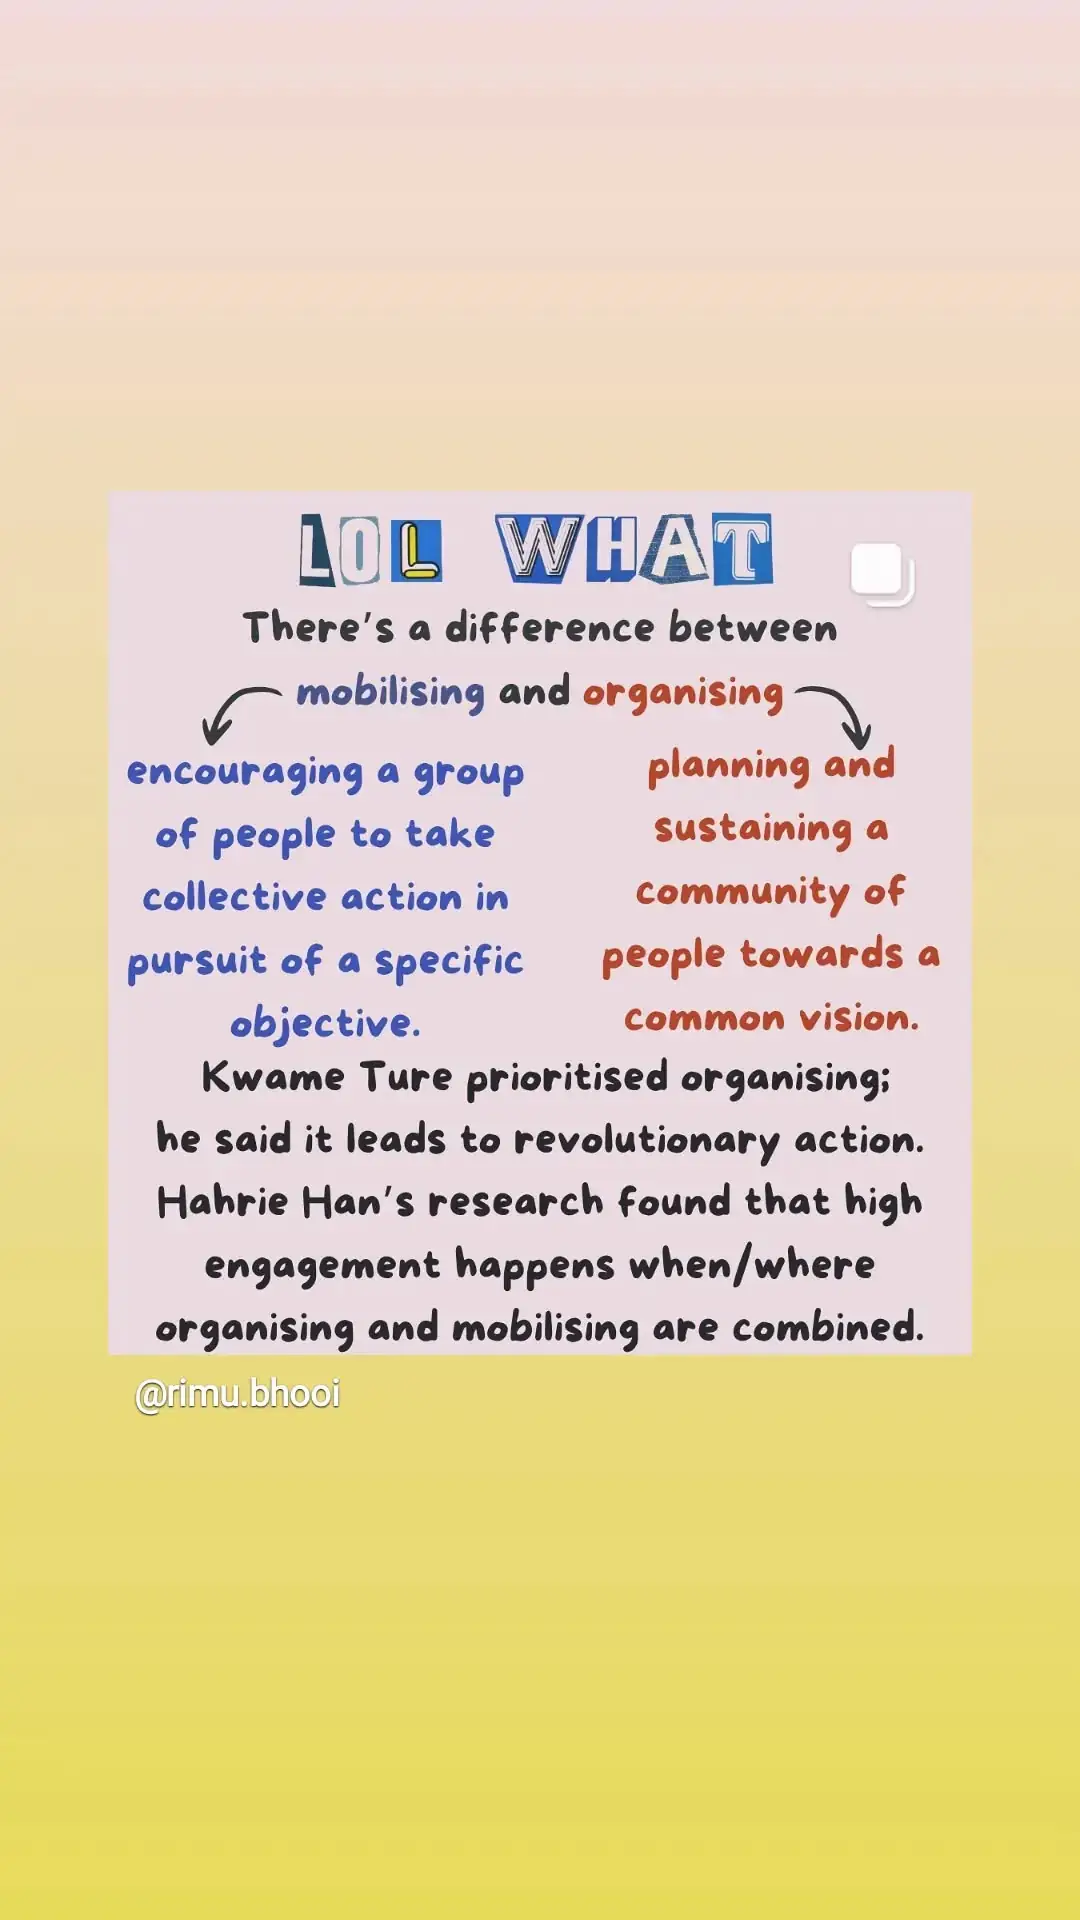 LOL WHAT
There's a difference between
mobilising and organising
encouraging a group
of people to take
collective action in
pursuit of a specific
objective.
planning and
sustaining a
community of
people towards a
common vision.
Kwame Ture prioritised organising;
he said it leads to revolutionary action.
Hahrie Han's research found that high
engagement happens when/where
organising and mobilising are combined.
@rimu.bhooi